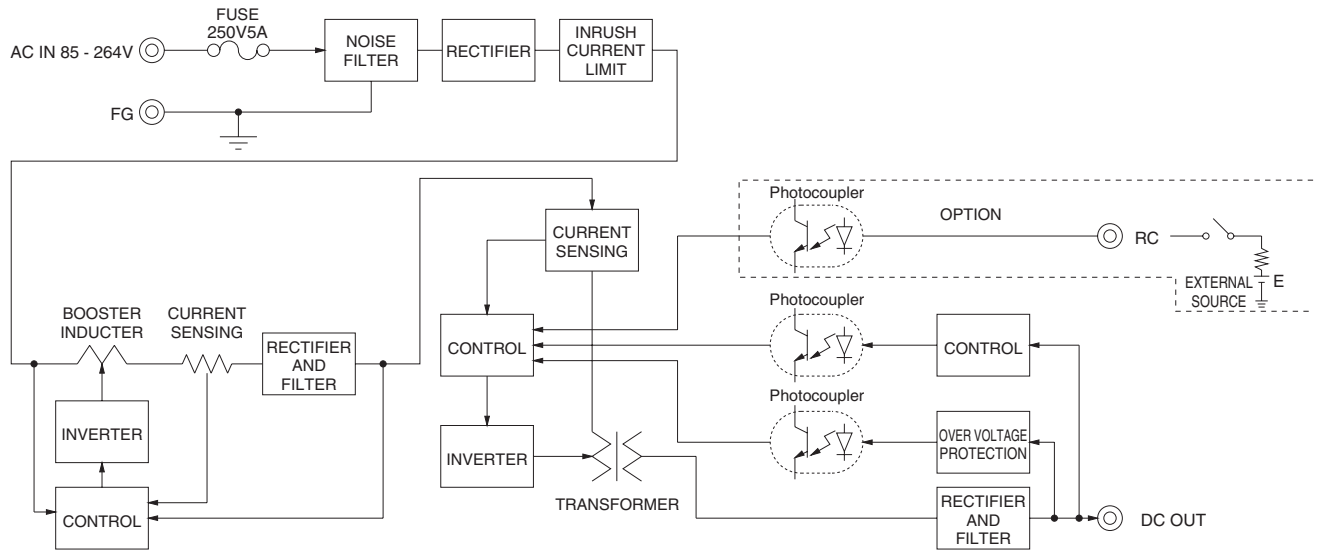 FUSE
250V5A
AC IN 85 - 264V
NOISE
FILTER
RECTIFIER
INRUSH
CURRENT
LIMIT
FG
Photocoupler
OPTION
RC
EXTERNAL
SOURCE
E
CURRENT
SENSING
BOOSTER
INDUCTER
CURRENT
SENSING
RECTIFIER
AND
FILTER
CONTROL
Photocoupler
CONTROL
Photocoupler
INVERTER
INVERTER
OVER VOLTAGE
PROTECTION
TRANSFORMER
CONTROL
RECTIFIER
AND
FILTER
DC OUT